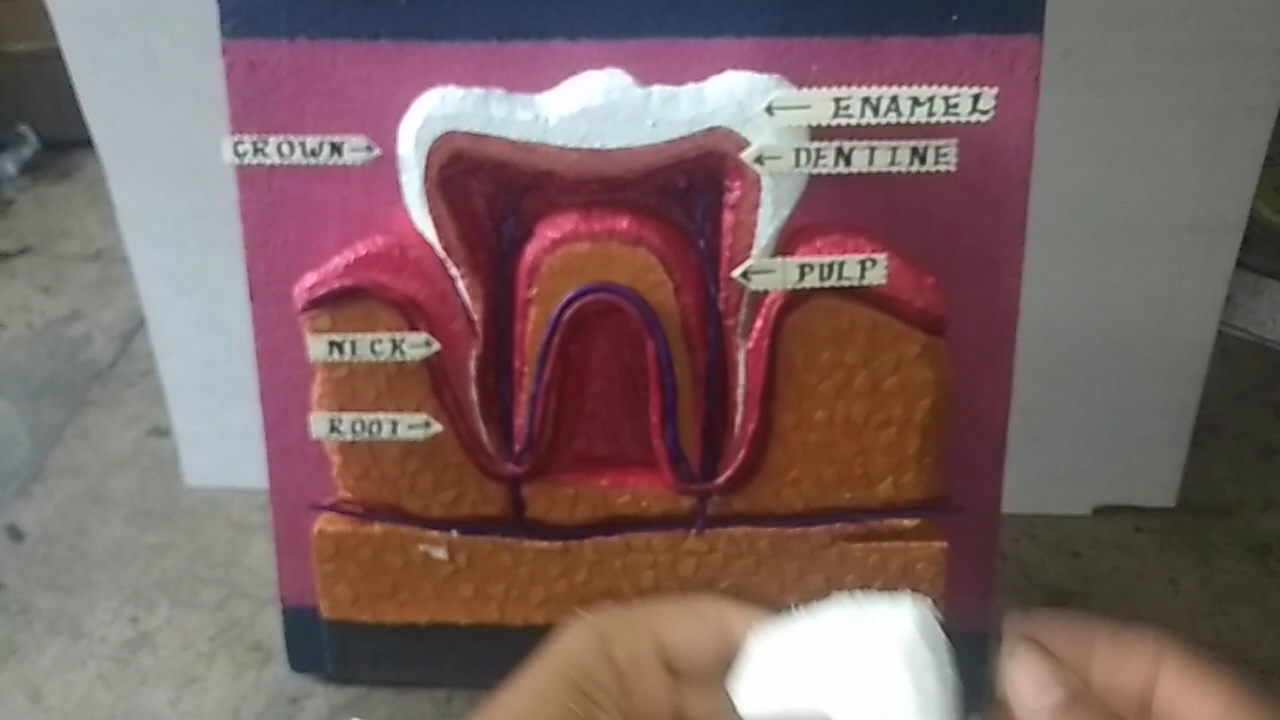 ENAMEL
CROWN
DENTINE
PULP
NICK
ROOT